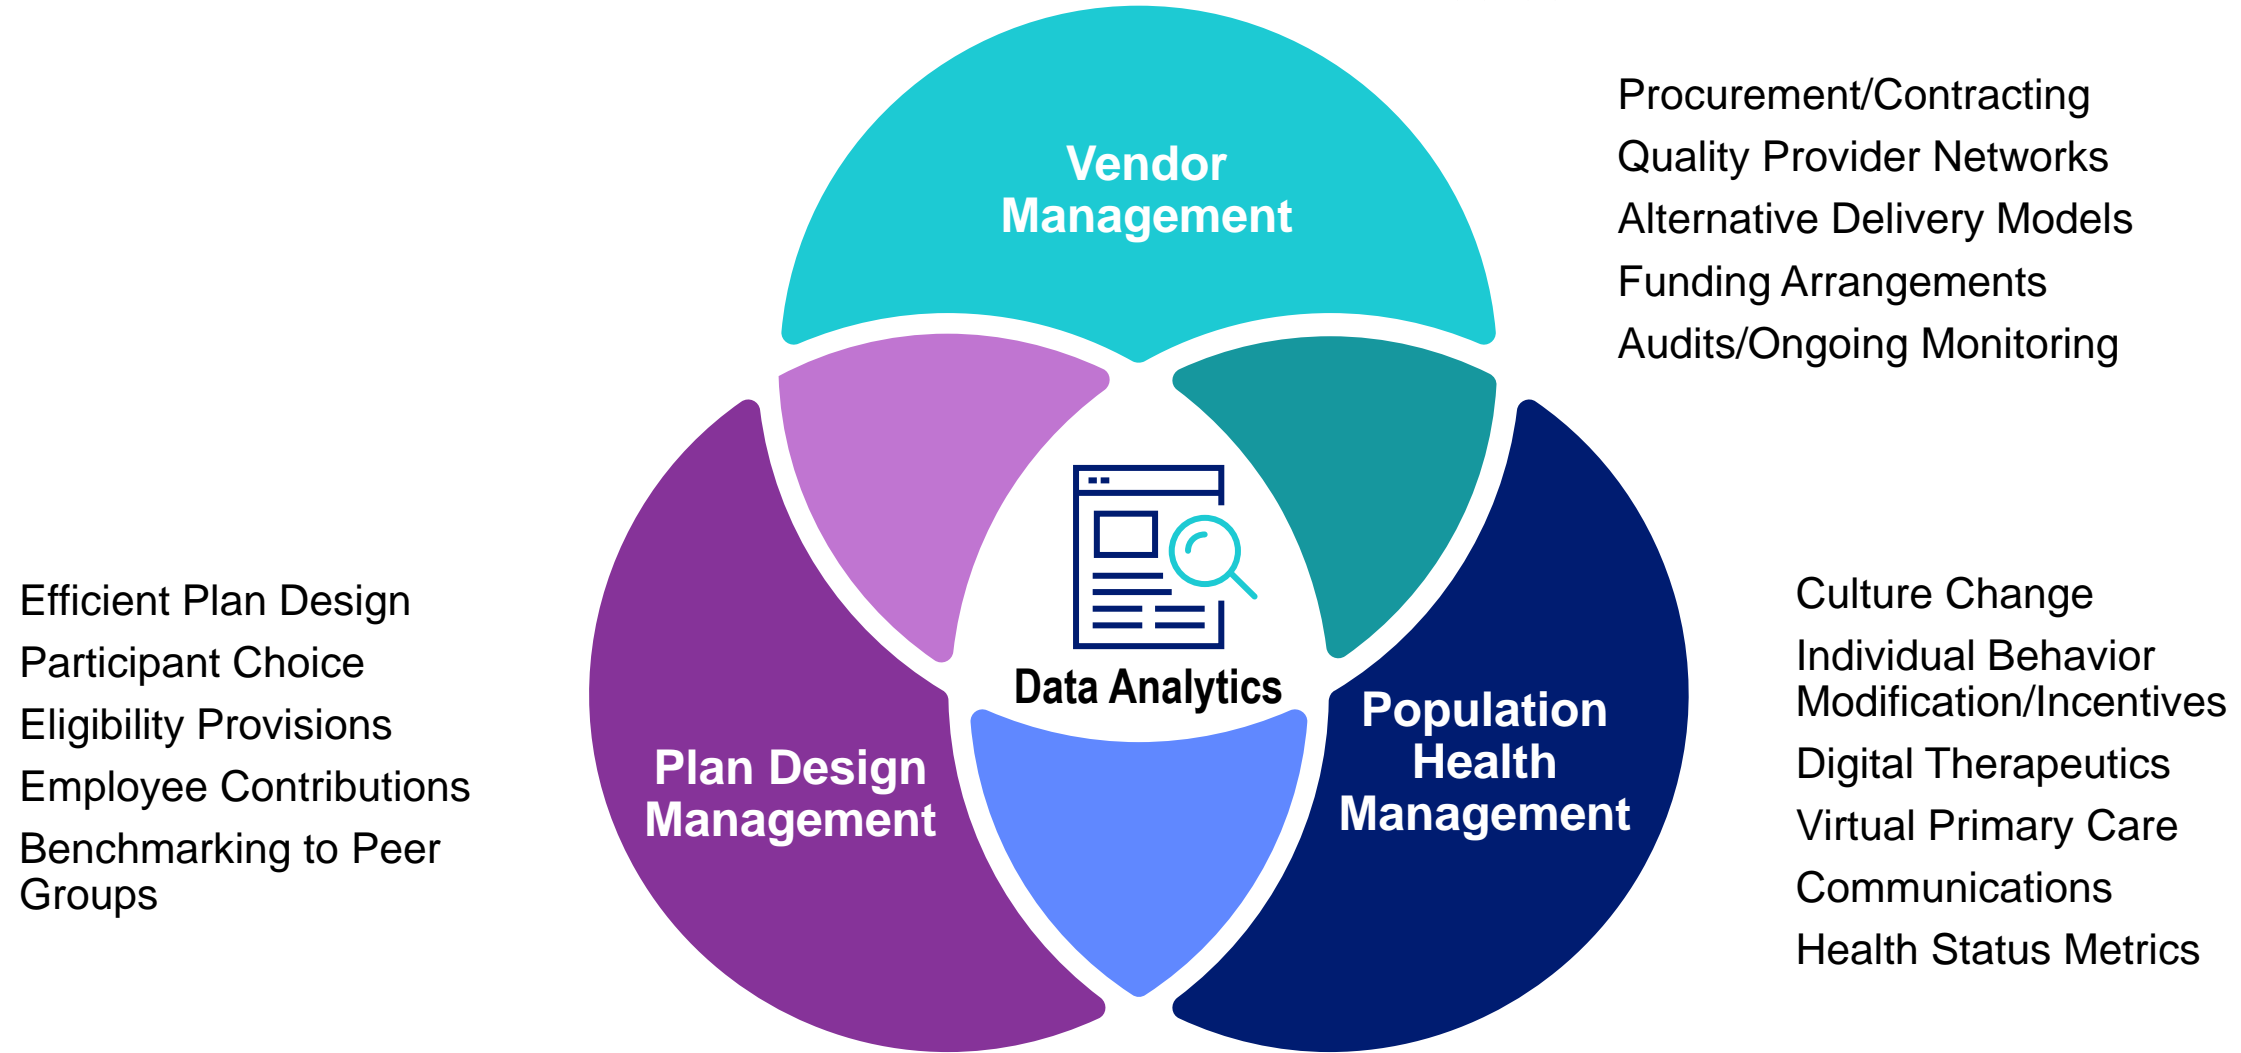 Vendor
Management
Procurement/Contracting
Quality Provider Networks
Alternative Delivery Models
Funding Arrangements
Audits/Ongoing Monitoring
Efficient Plan Design
Participant Choice
Eligibility Provisions
Employee Contributions
Benchmarking to Peer
Groups
Plan Design
Management
Data Analytics
Population
Health
Management
Culture Change
Individual Behavior
Modification/Incentives
Digital Therapeutics
Virtual Primary Care
Communications
Health Status Metrics